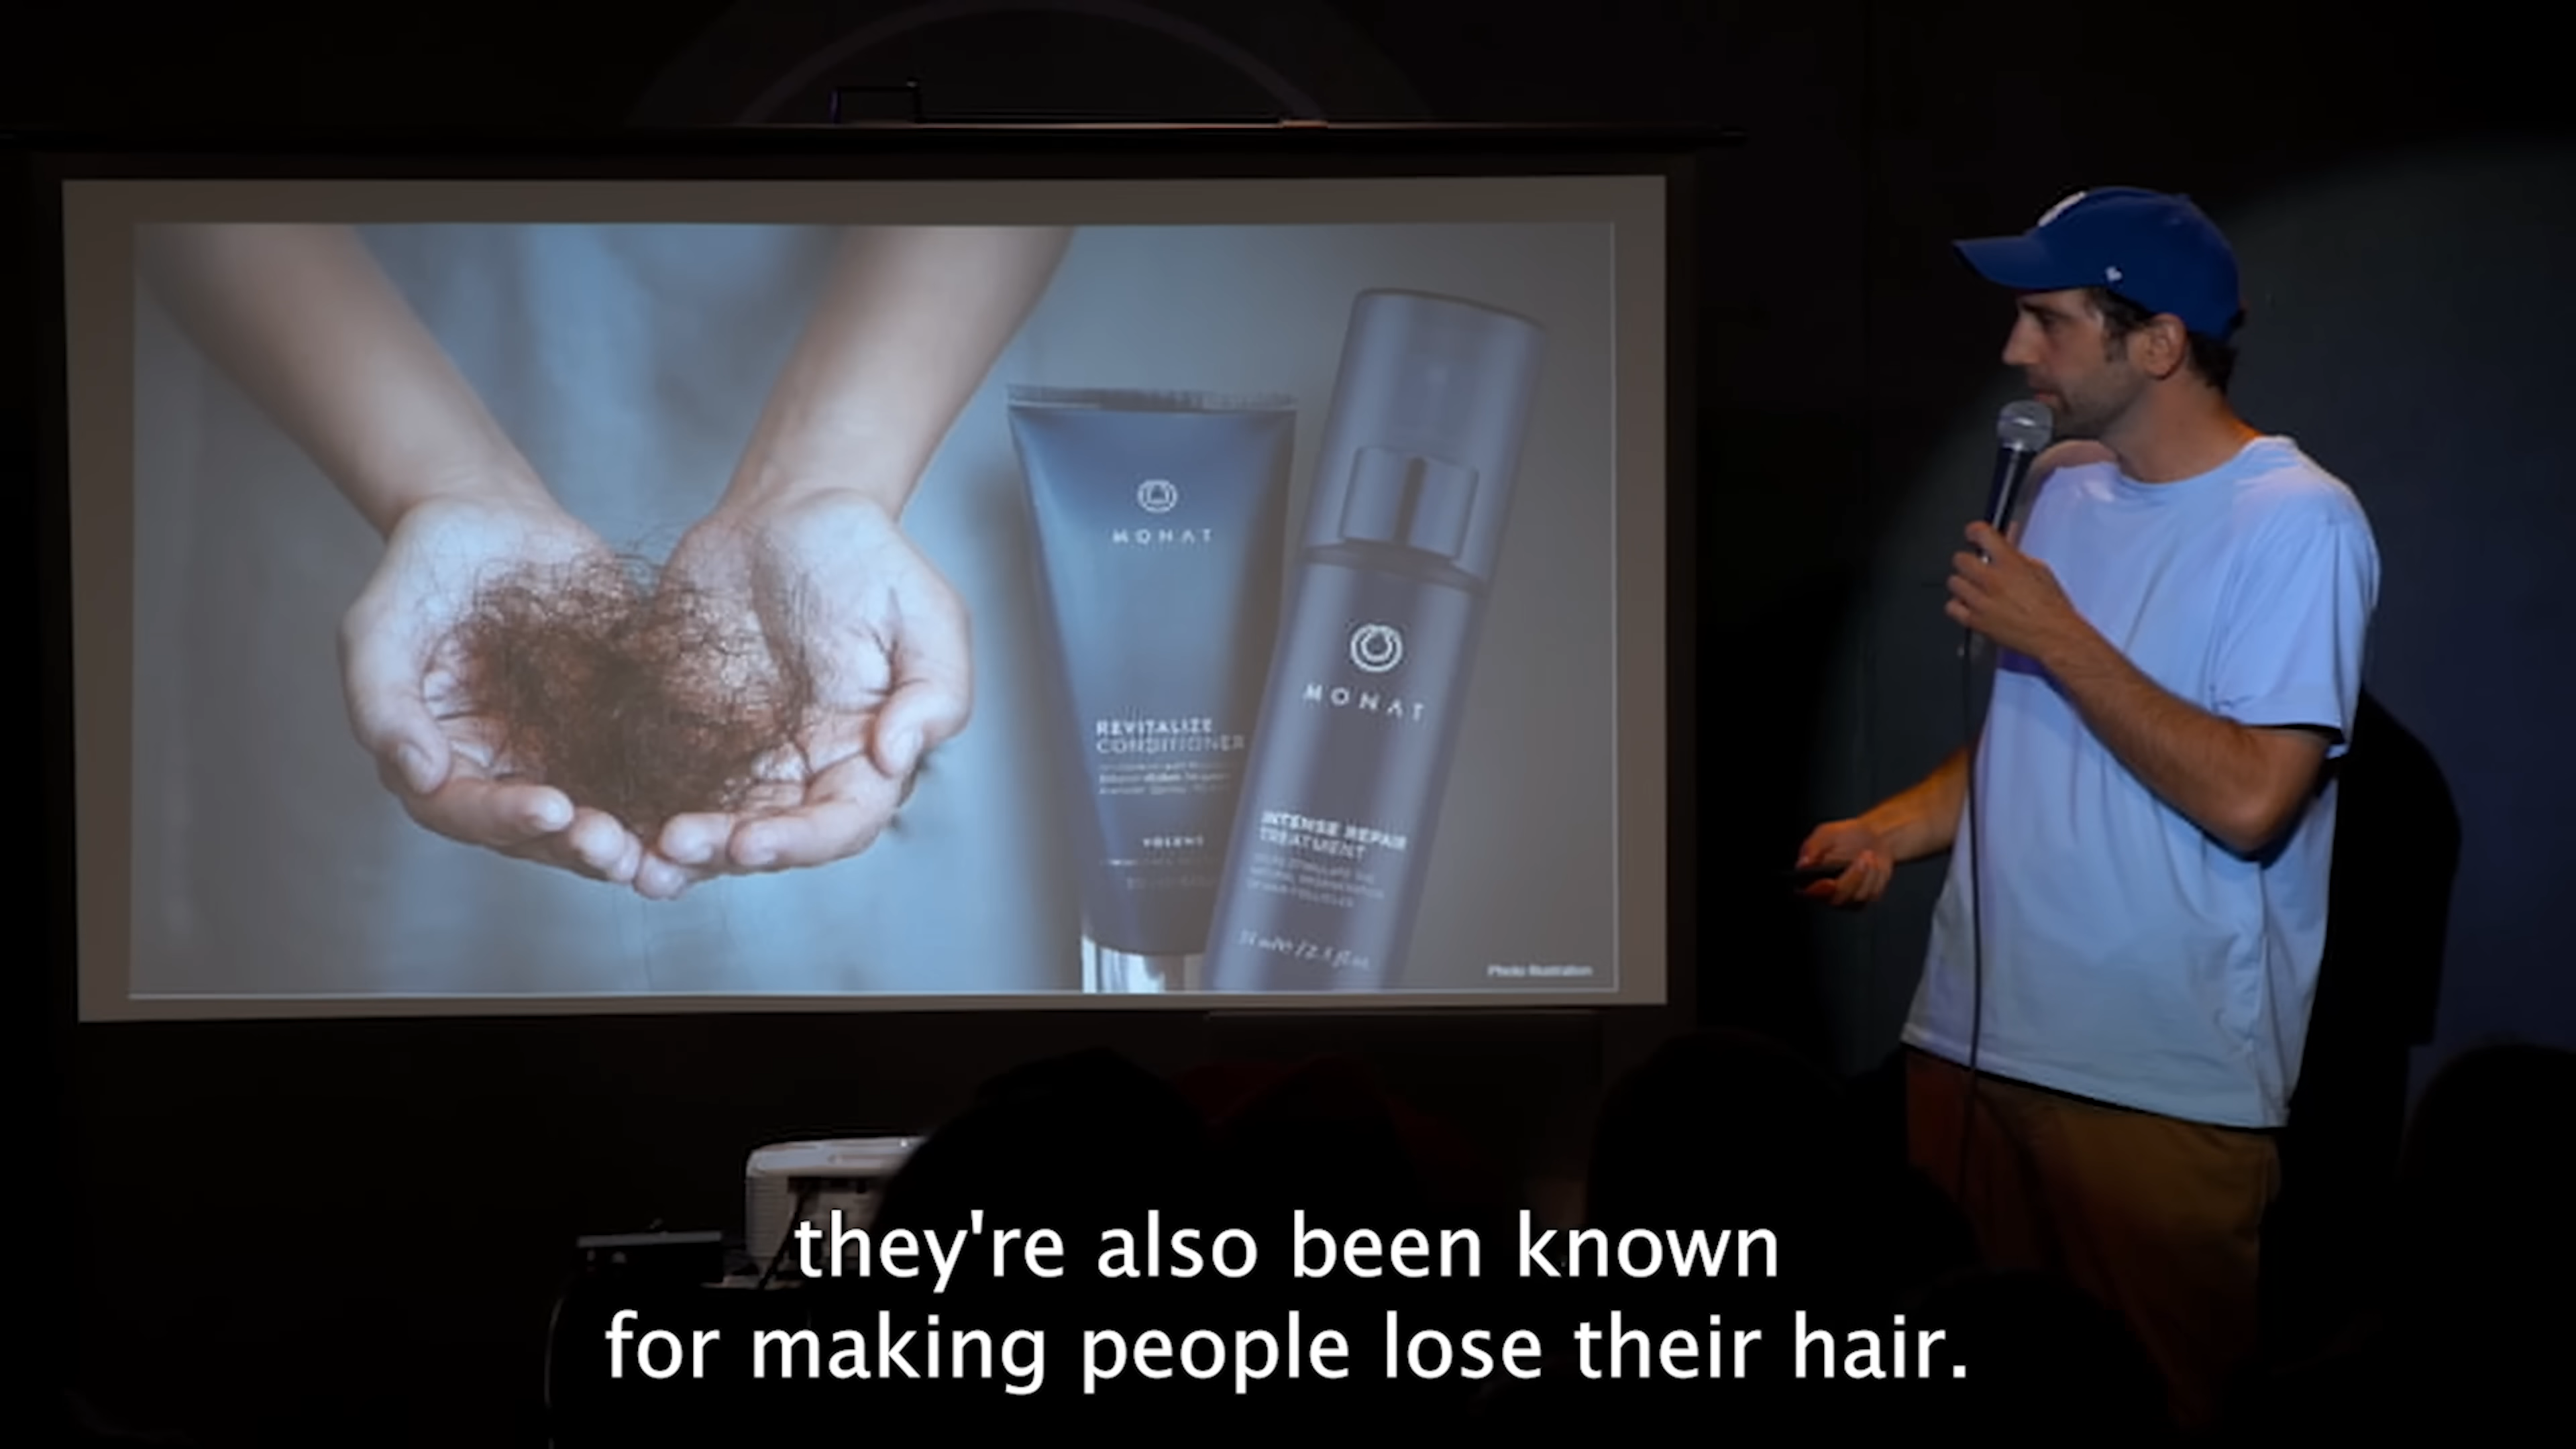 MONAT
REVITALIZE
CONDITIONER
VOLUME
MONAT
INTENSE REPAIR
TREATMENT
Photo Illustration
they're also been known
for making people lose their hair.